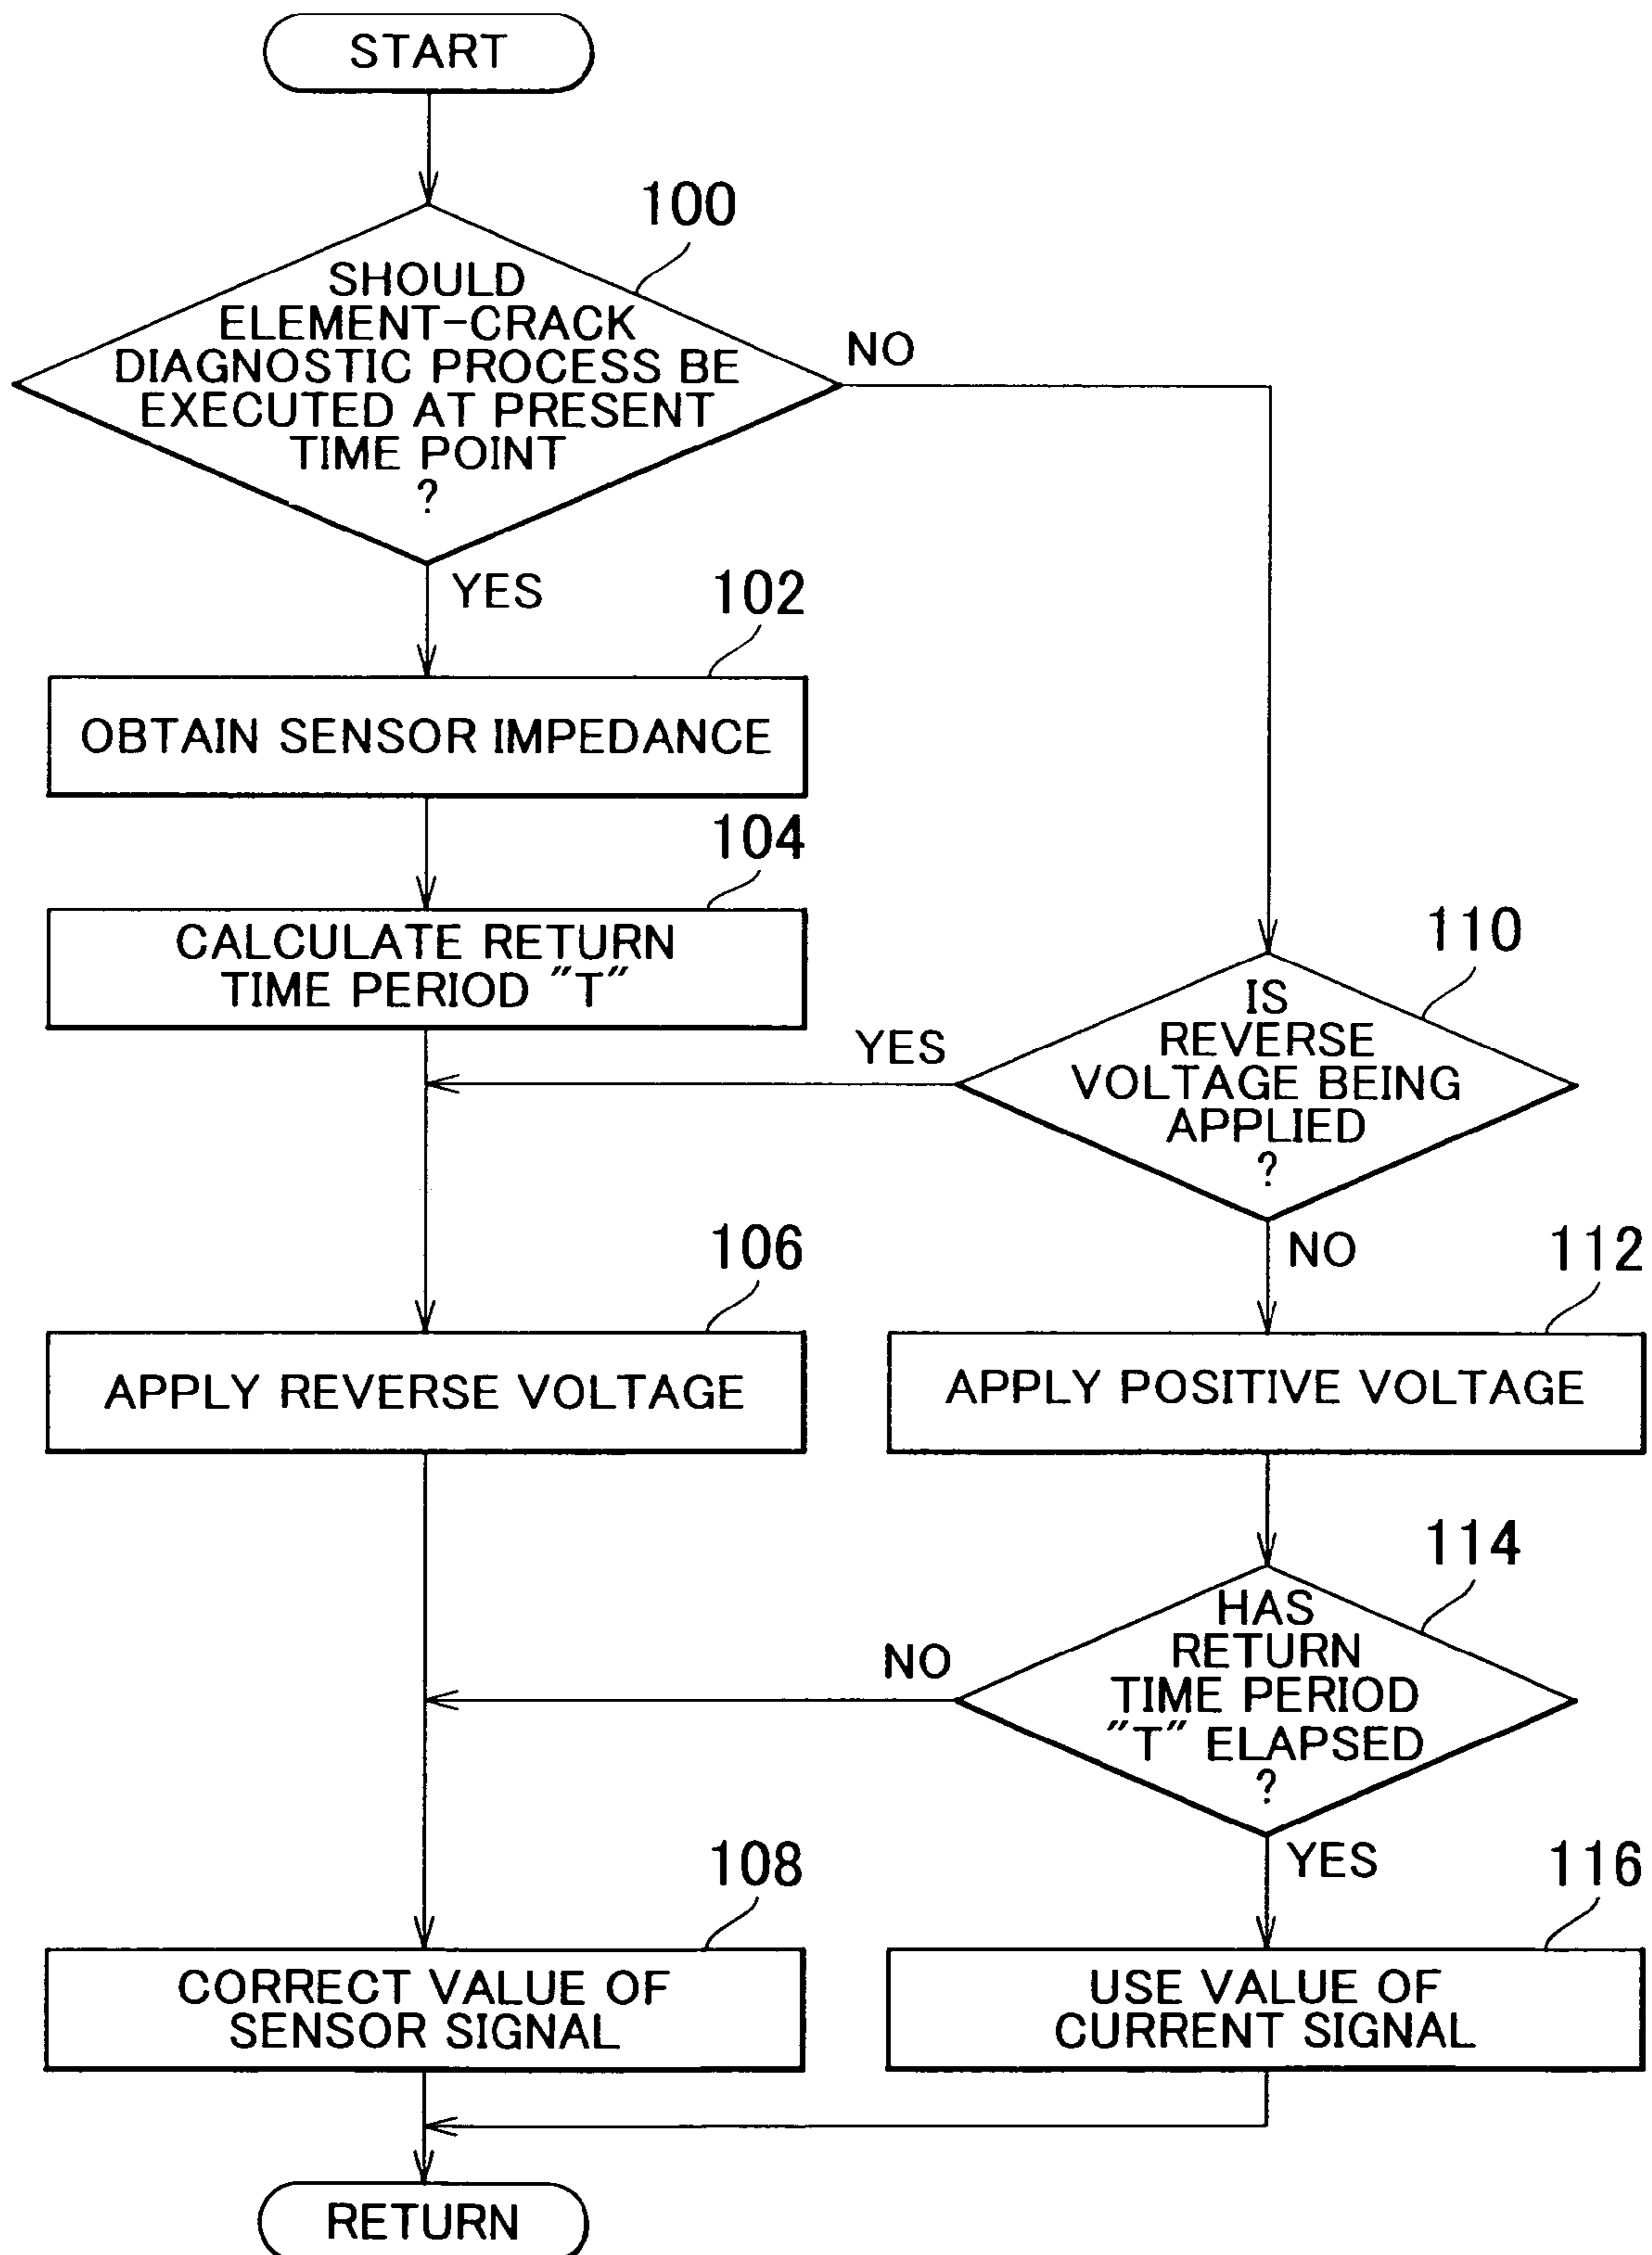 START
100
SHOULD
ELEMENT-CRACK
DIAGNOSTIC PROCESS BE
EXECUTED AT PRESENT
TIME POINT
?
NO
YES
102
OBTAIN SENSOR IMPEDANCE
104
CALCULATE RETURN
TIME PERIOD "T"
110
IS
REVERSE
VOLTAGE BEING
APPLIED
?
YES
NO
106
APPLY REVERSE VOLTAGE
112
APPLY POSITIVE VOLTAGE
114
HAS
RETURN
TIME PERIOD
"T" ELAPSED
?
NO
YES
108
CORRECT VALUE OF
SENSOR SIGNAL
116
USE VALUE OF
CURRENT SIGNAL
RETURN